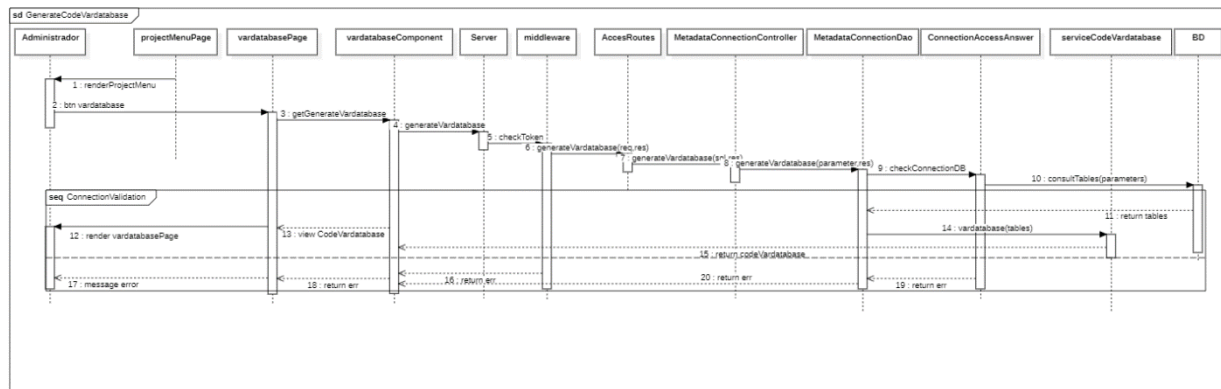 sd GenerateCodeVardatabase
Administrador
projectMenuPage
vardatabasePage
vardatabaseComponent
Server
middleware
AccesRoutes
MetadataConnectionController
MetadataConnectionDao
ConnectionAccessAnswer
serviceCodeVardatabase
BD
1 : renderProjectMenu
2 : btn vardatabase
3 : getGenerateVardatabase
4 : generateVardatabase
5 : checkToken
6 : generateVardatabase(req,res)
7 : generateVardatabase(sql,res)
8 : generateVardatabase(parameter,res)
9 : checkConnectionDB
10 : consultTables(parameters)
seq ConnectionValidation
11 : return tables
12 : render vardatabasePage
13 : view CodeVardatabase
14 : vardatabase(tables)
15 : return codeVardatabase
16 : return err
17 : message error
18 : return err
20 : return err
19 : return err